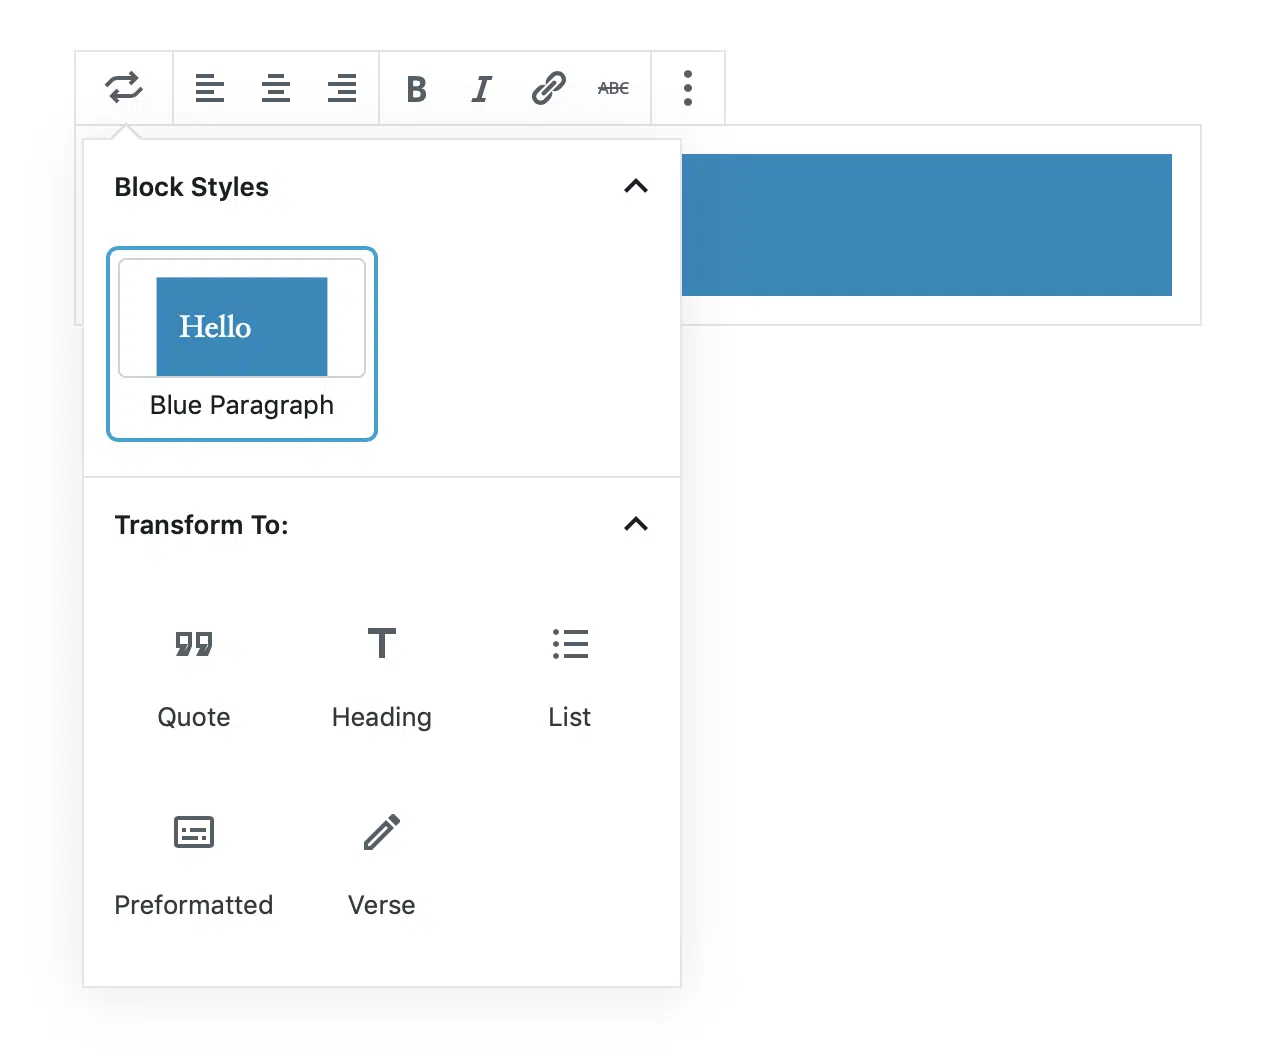 B I ABC
Block Styles
Hello
Blue Paragraph
Transform To:
Quote Heading List
Preformatted Verse